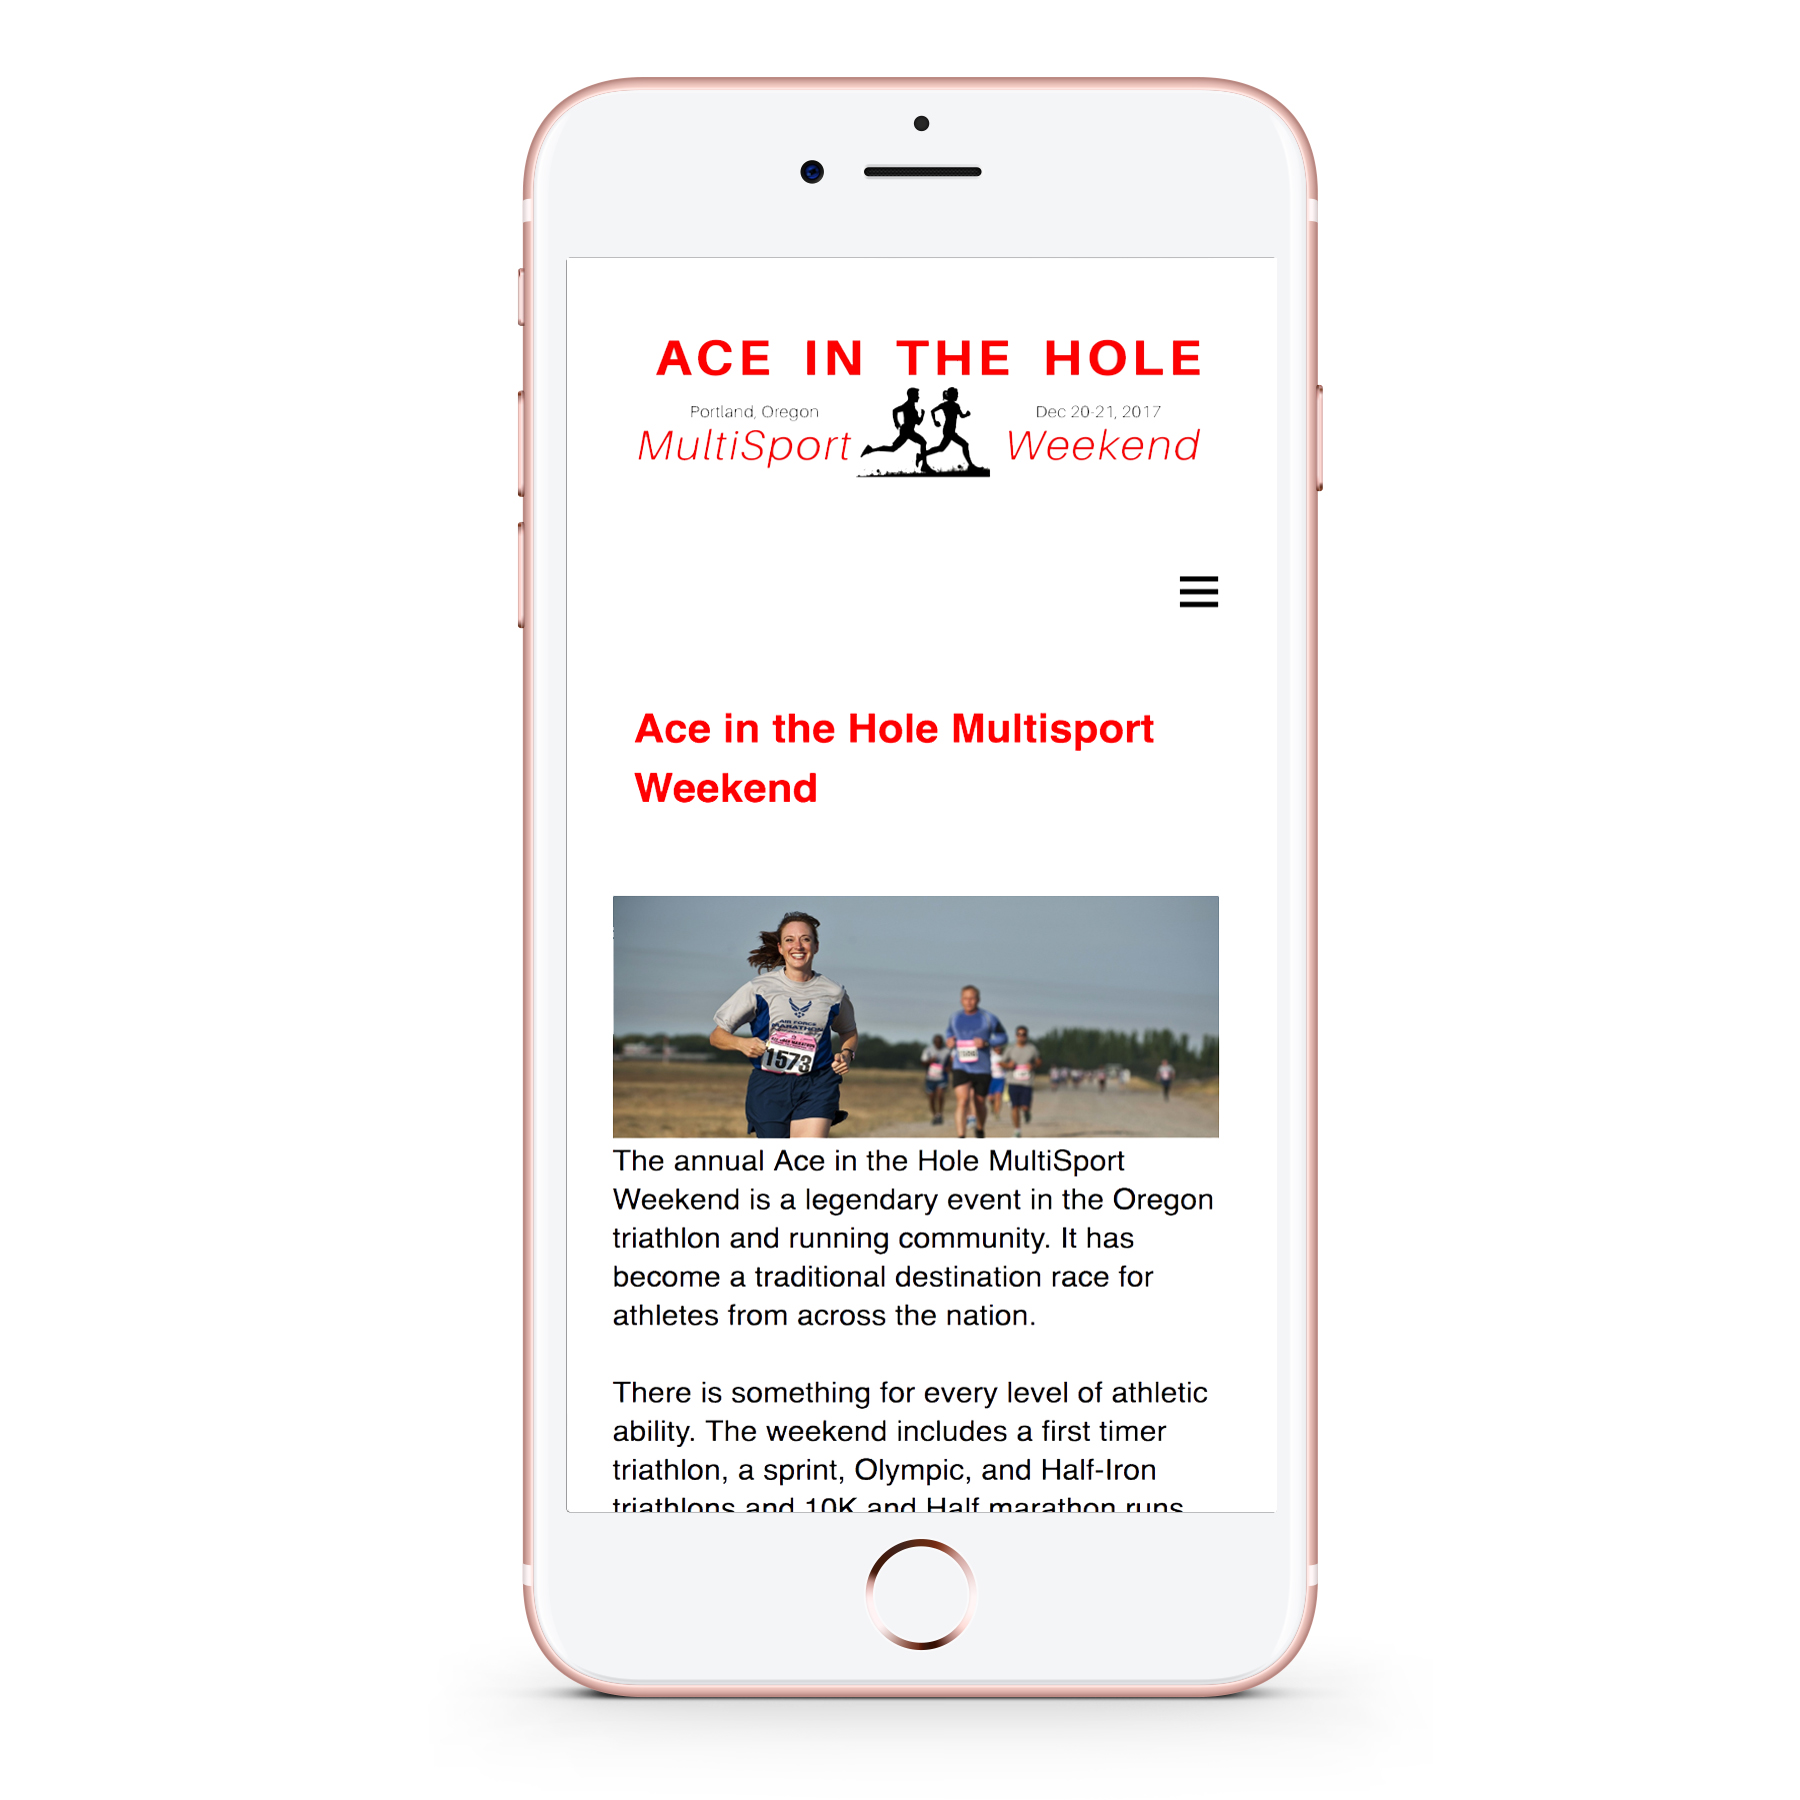 ACE IN THE HOLE
Portland, Oregon
Dec 20-21, 2017
MultiSport
Weekend
Ace in the Hole Multisport
Weekend
AIR FORCE
MARATHON
1573
The annual Ace in the Hole MultiSport
Weekend is a legendary event in the Oregon
triathlon and running community. It has
become a traditional destination race for
athletes from across the nation.
There is something for every level of athletic
ability. The weekend includes a first timer
triathlon, a sprint, Olympic, and Half-Iron
triathlons and 10K and Half marathon runs